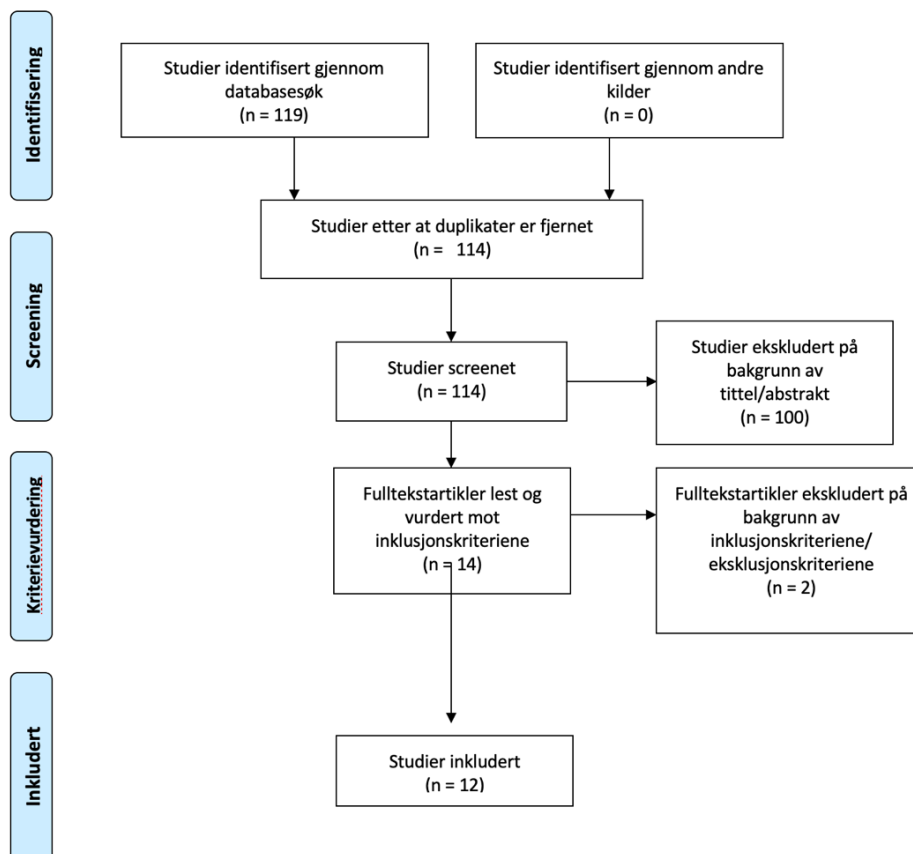 Identifisering
Studier identifisert gjennom
databasesøk
(n = 119)
Studier identifisert gjennom andre
kilder
(n = 0)
Studier etter at duplikater er fjernet
(n = 114)
Screening
Studier screenet
(n = 114)
Studier ekskludert på
bakgrunn av
tittel/abstrakt
(n = 100)
Kriterievurdering
Fulltekstartikler lest og
vurdert mot
inklusjonskriteriene
(n = 14)
Fulltekstartikler ekskludert på
bakgrunn av
inklusjonskriteriene/
eksklusjonskriteriene
(n = 2)
Inkludert
Studier inkludert
(n = 12)